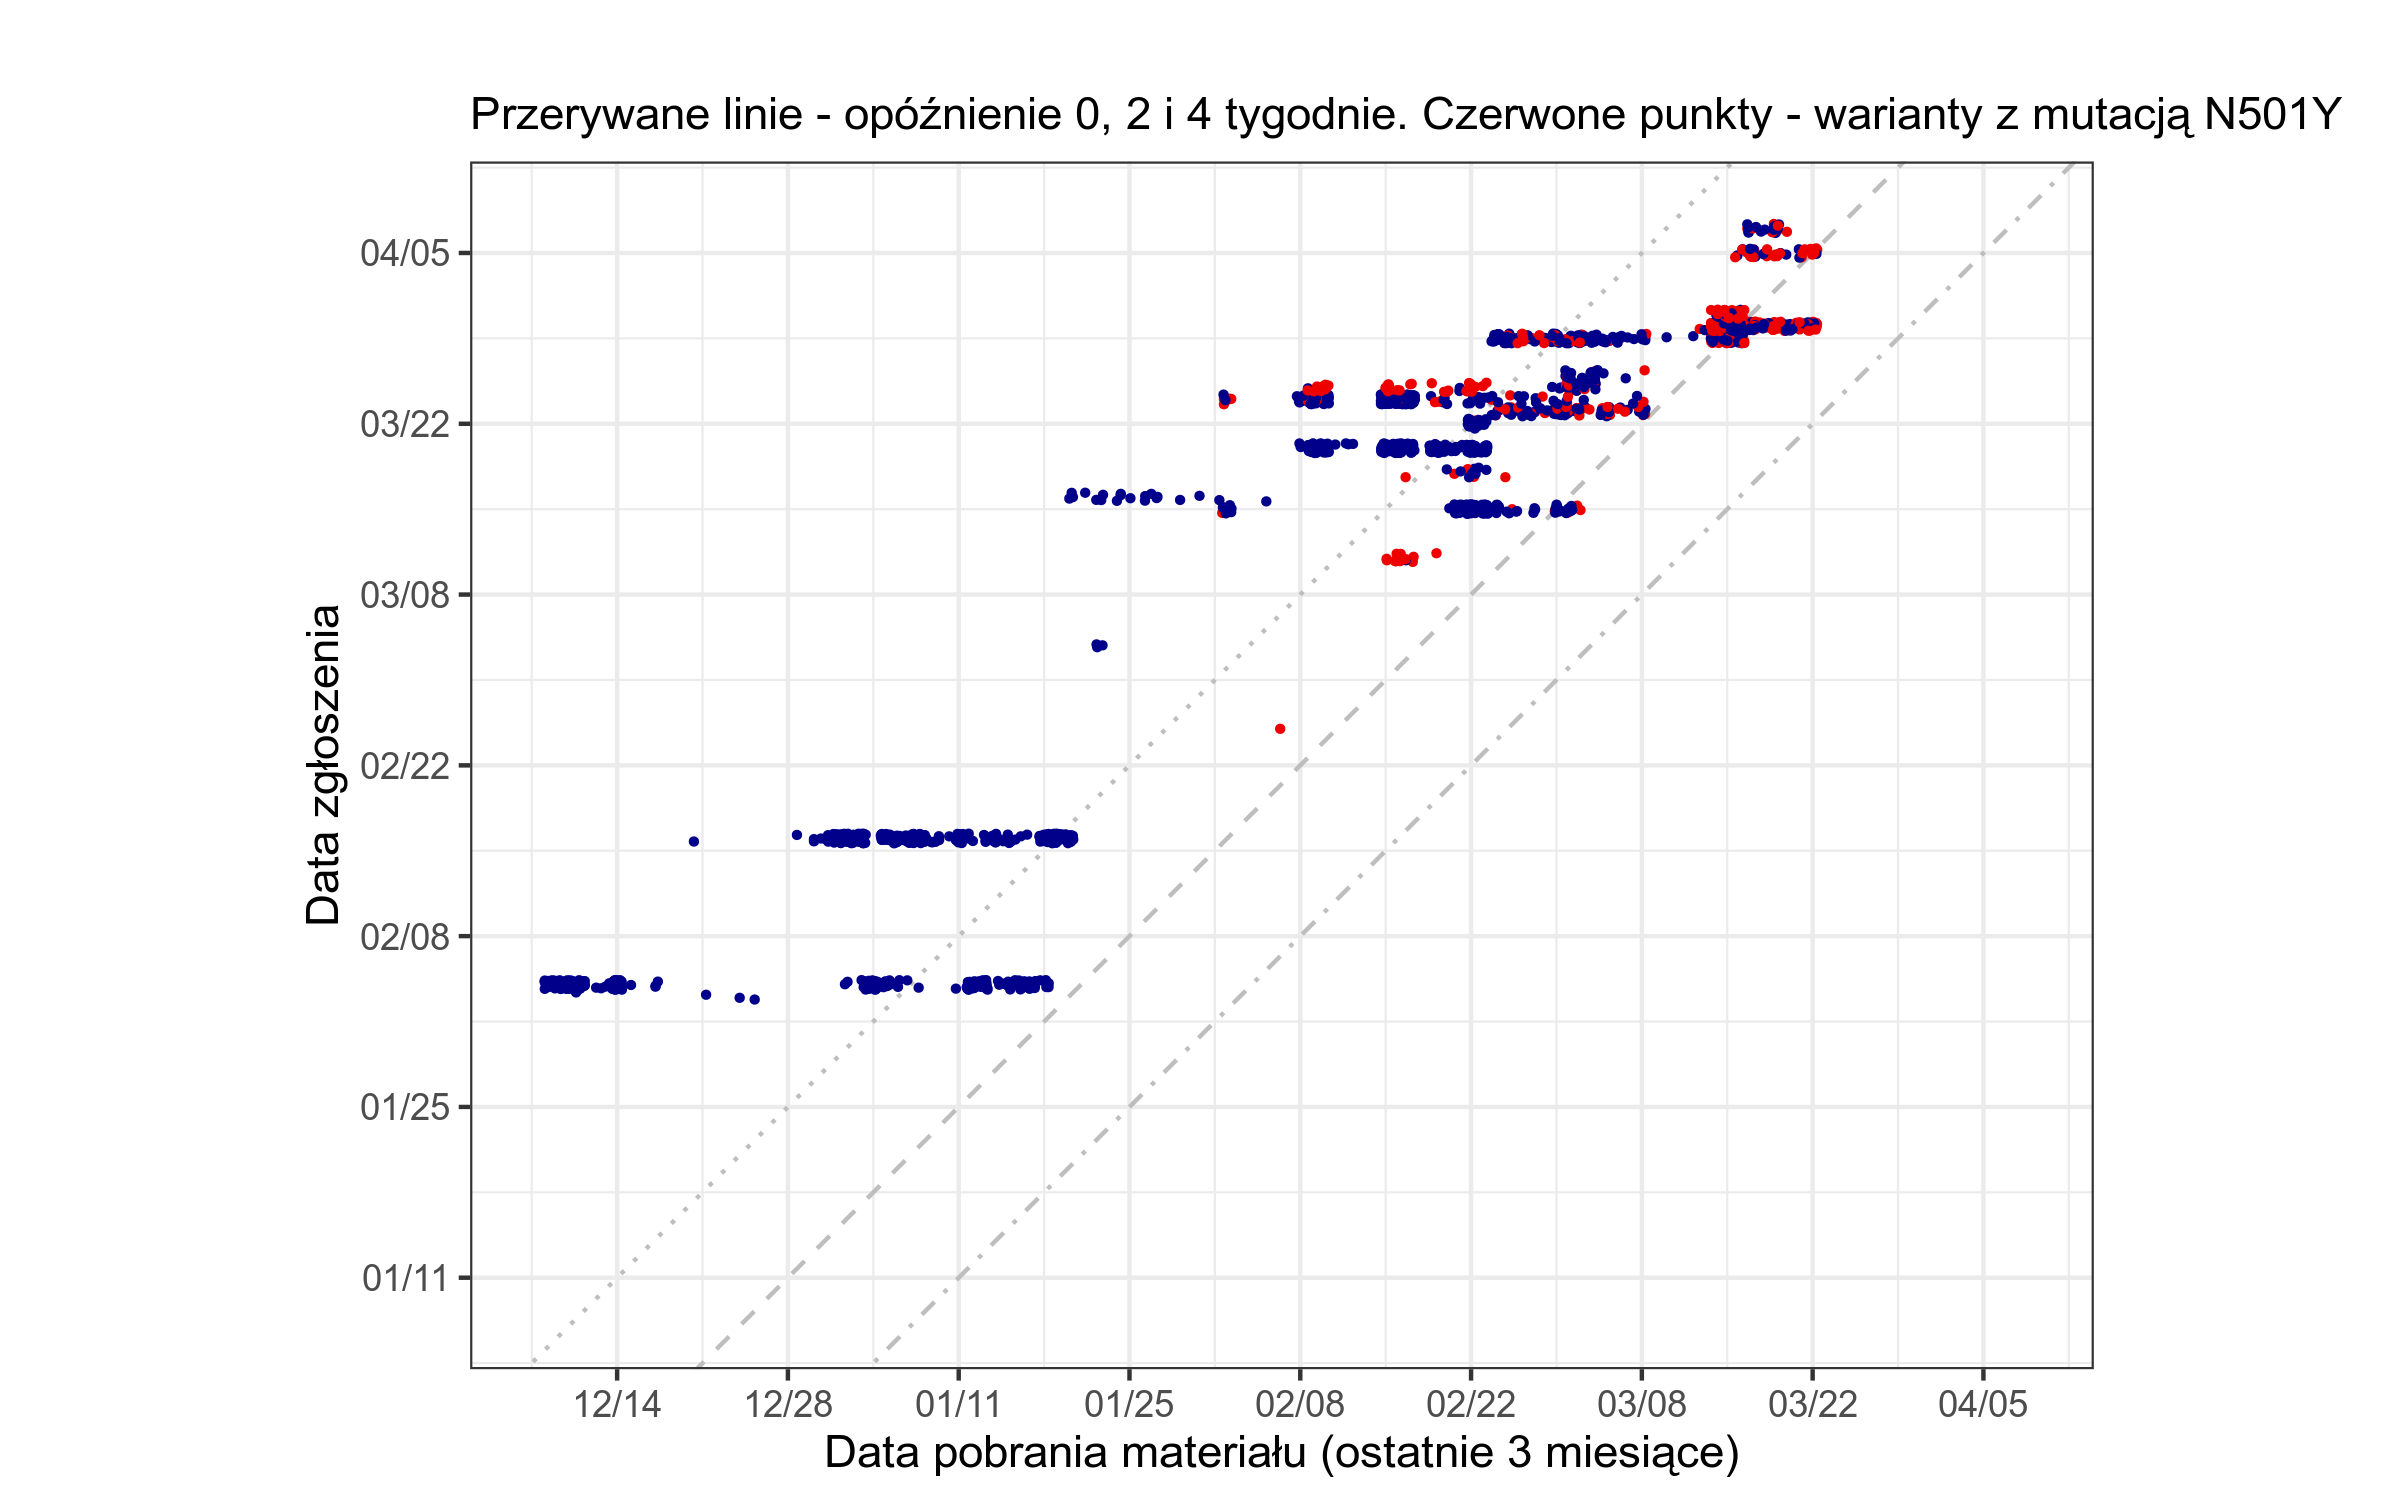 Przerywane linie - opóźnienie 0, 2 i 4 tygodnie. Czerwone punkty - warianty z mutacją N501Y
Data zgłoszenia
04/05
03/22
03/08
02/22
02/08
01/25
01/11
12/14 12/28 01/11 01/25 02/08 02/22 03/08 03/22 04/05
Data pobrania materiału (ostatnie 3 miesiące)